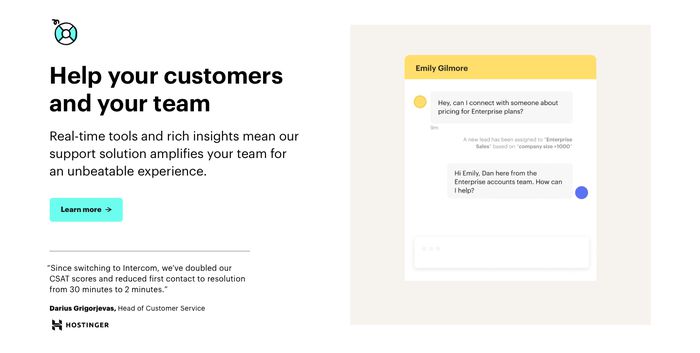 Help your customers
and your team
Real-time tools and rich insights mean our
support solution amplifies your team for
an unbeatable experience.
Learn more →
“Since switching to Intercom, we’ve doubled our
CSAT scores and reduced first contact to resolution
from 30 minutes to 2 minutes.”
Darius Grigorjevas, Head of Customer Service
HOSTINGER
Emily Gilmore
Hey, can I connect with someone about
pricing for Enterprise plans?
9m
A new lead has been assigned to “Enterprise
Sales” based on “company size >1000”
Hi Emily, Dan here from the
Enterprise accounts team. How can
I help?